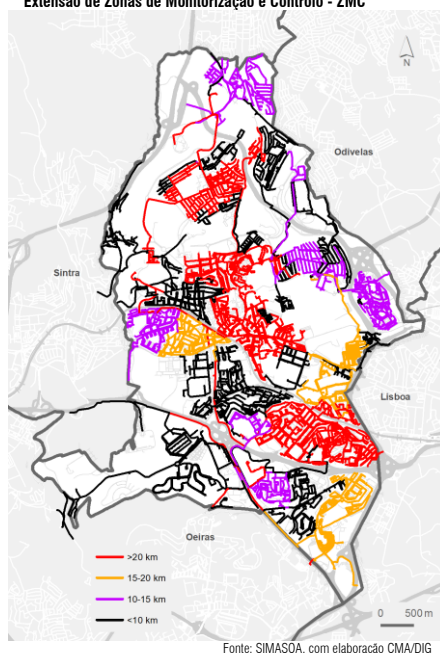 Extensão de Zonas de Monitorização e Controlo - ZMC
N
Odivelas
Sintra
Lisboa
Oeiras
>20 km
15-20 km
10-15 km
<10 km
0 500 m
Fonte: SIMASOA, com elaboração CMA/DIG